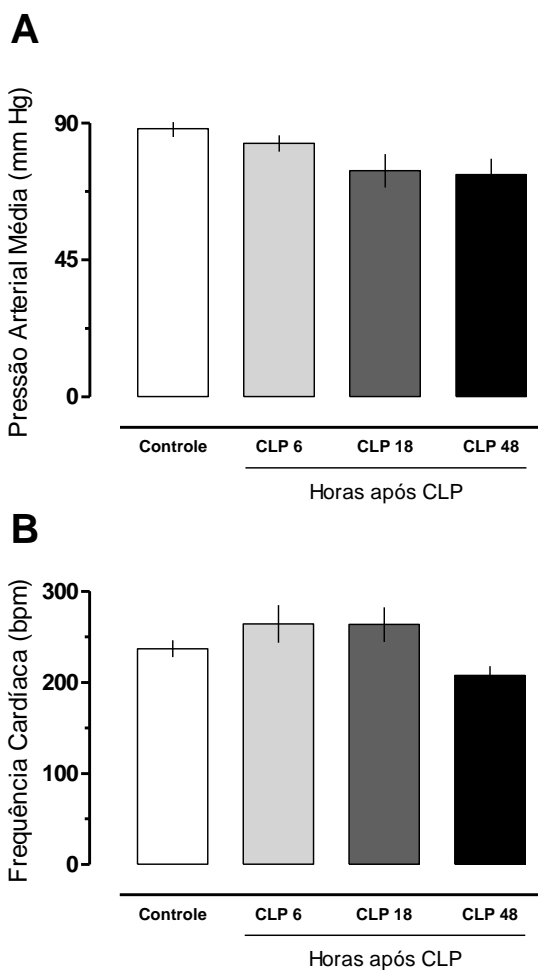 A
Pressão Arterial Média (mm Hg)
90
45
0
Controle CLP 6 CLP 18 CLP 48
Horas após CLP
B
Frequência Cardíaca (bpm)
300
200
100
0
Controle CLP 6 CLP 18 CLP 48
Horas após CLP